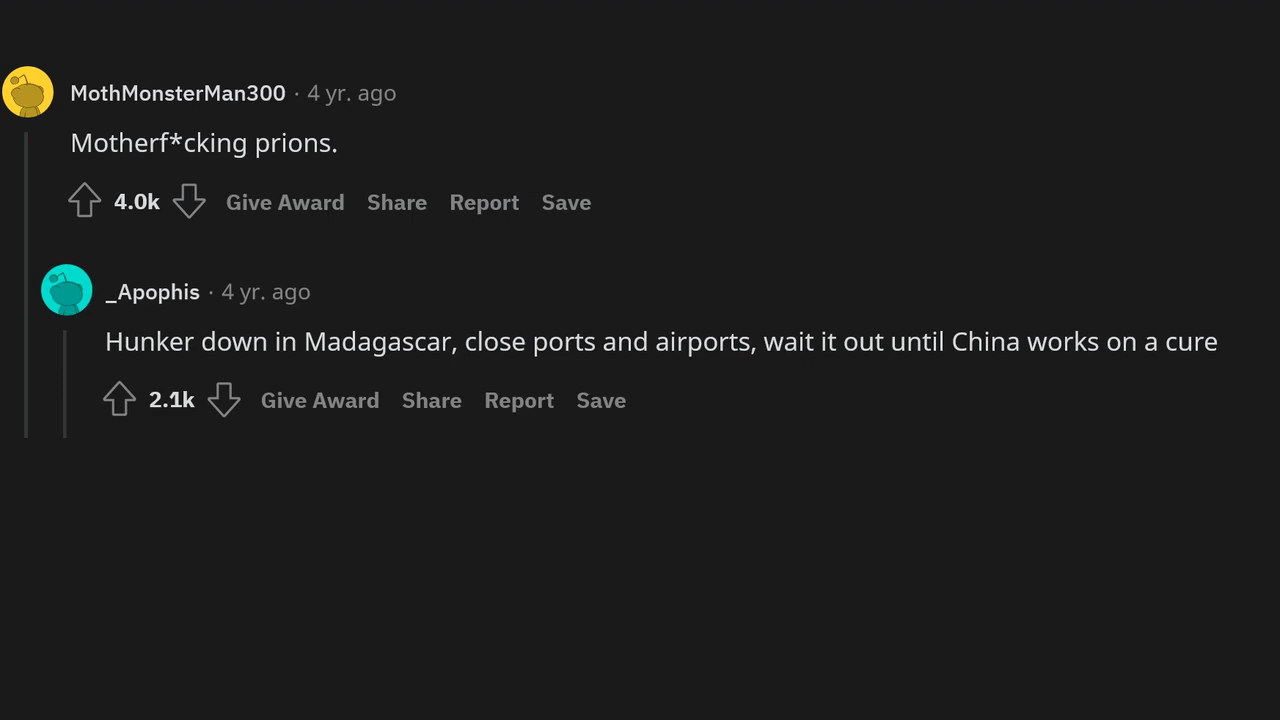 MothMonsterMan300 · 4 yr. ago
Motherf*cking prions.
4.0k Give Award Share Report Save
_Apophis · 4 yr. ago
Hunker down in Madagascar, close ports and airports, wait it out until China works on a cure
2.1k Give Award Share Report Save